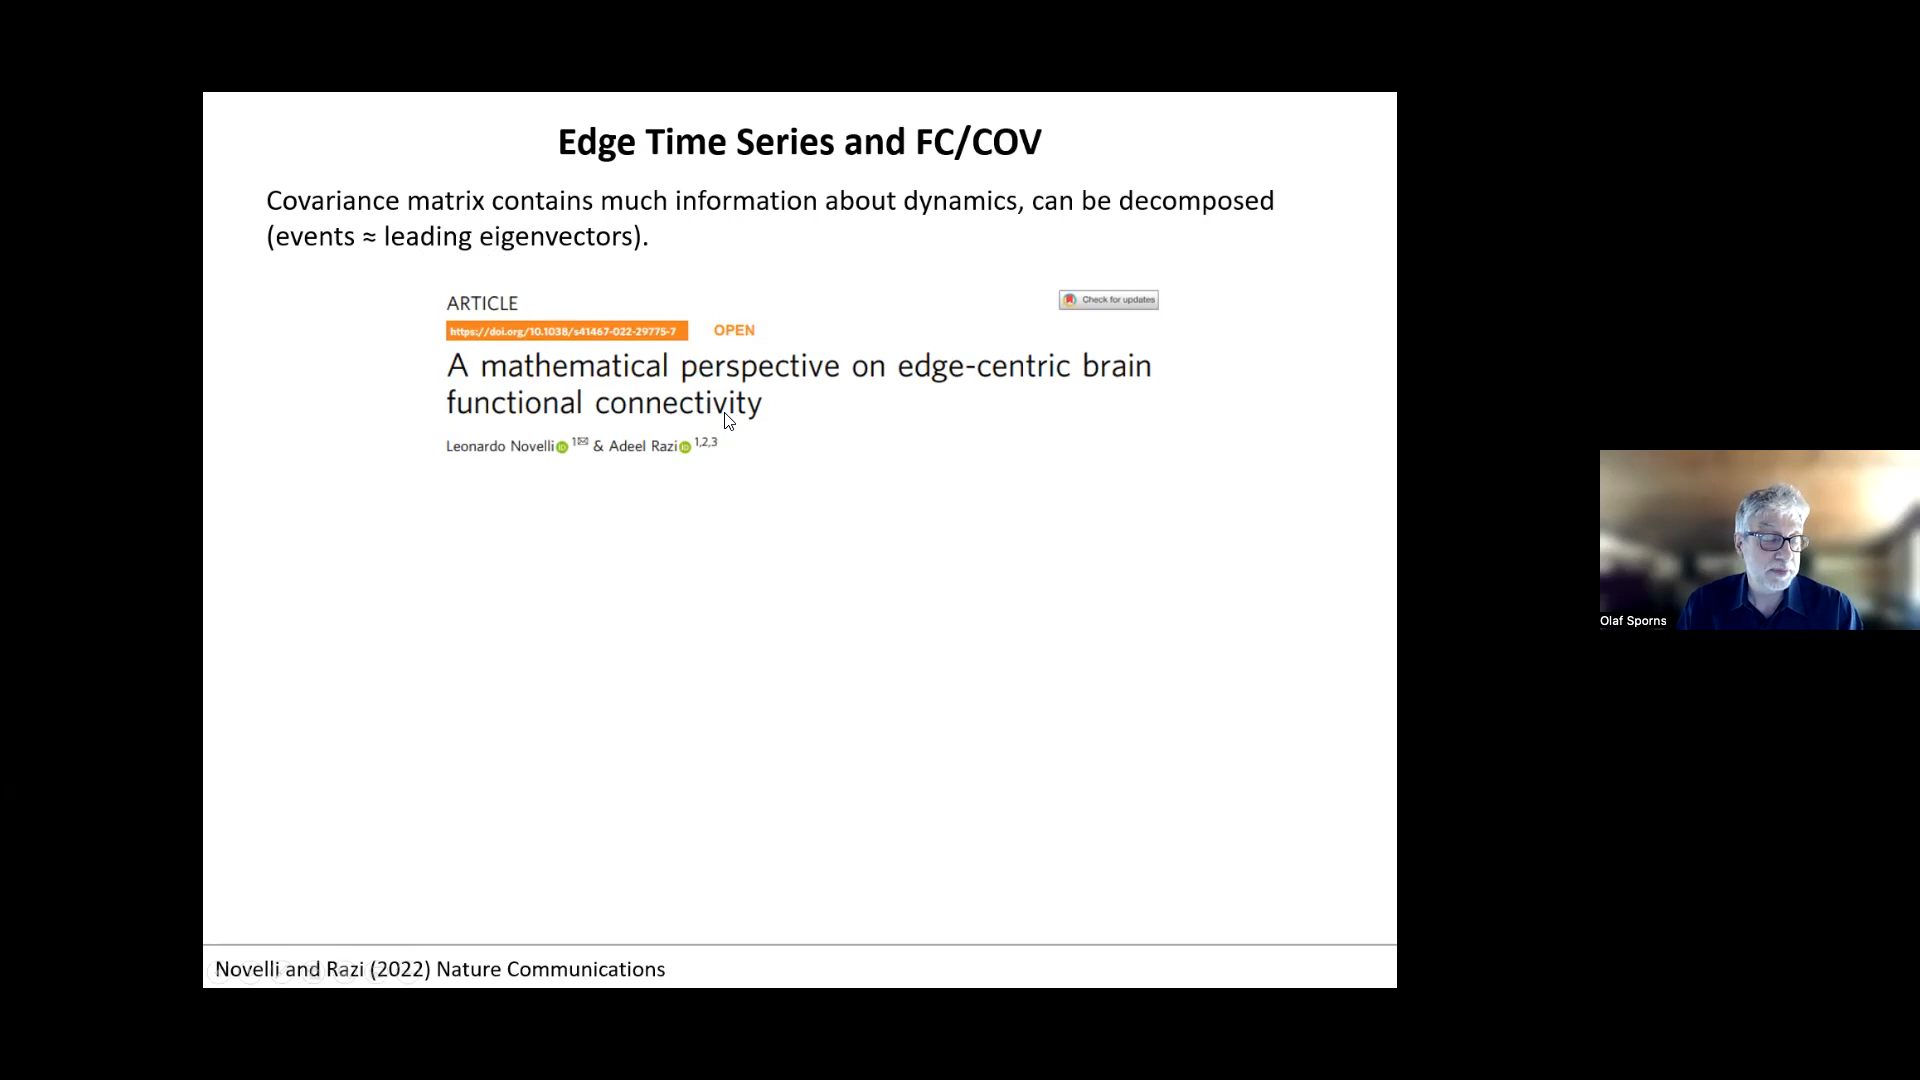 Edge Time Series and FC/COV
Covariance matrix contains much information about dynamics, can be decomposed
(events ≈ leading eigenvectors).
ARTICLE
Check for updates
https://doi.org/10.1038/s41467-022-29775-7 OPEN
A mathematical perspective on edge-centric brain
functional connectivity
Leonardo Novelli 1✉ & Adeel Razi 1,2,3
Olaf Sporns
Novelli and Razi (2022) Nature Communications